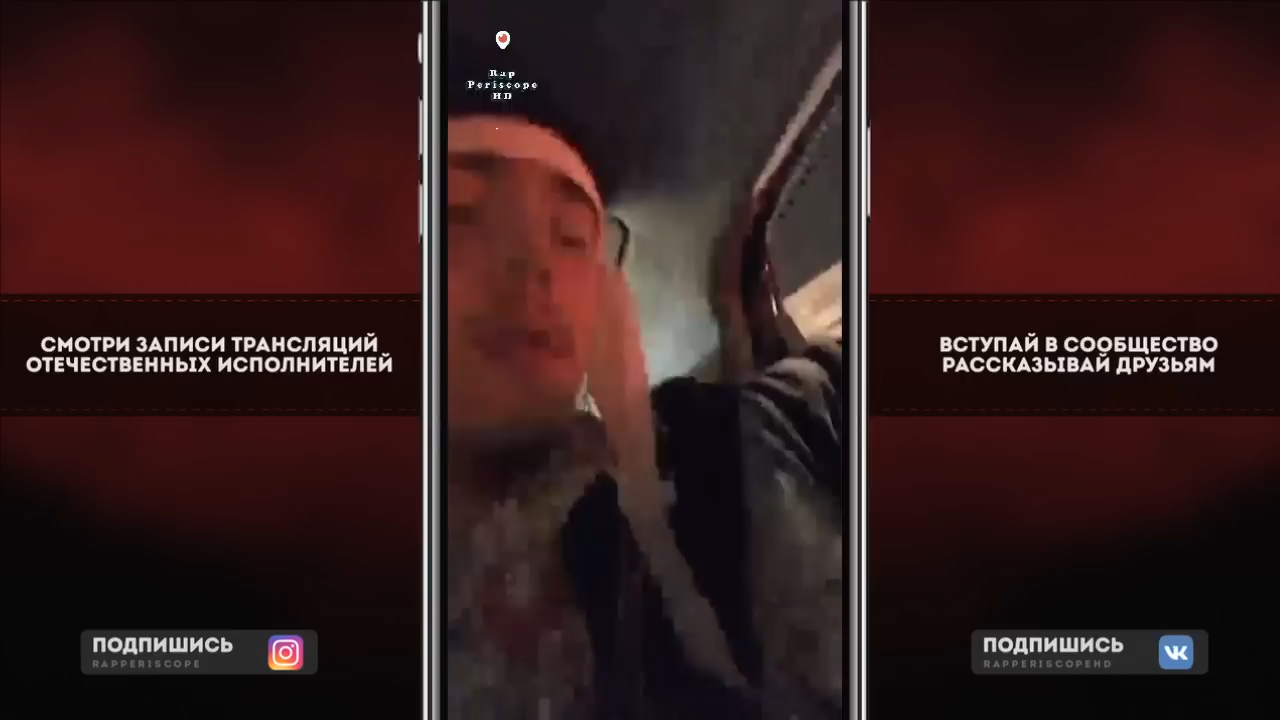 Rap
Periscope
HD
СМОТРИ ЗАПИСИ ТРАНСЛЯЦИЙ
ОТЕЧЕСТВЕННЫХ ИСПОЛНИТЕЛЕЙ
ВСТУПАЙ В СООБЩЕСТВО
РАССКАЗЫВАЙ ДРУЗЬЯМ
ПОДПИШИСЬ
RAPPERISCOPE
ПОДПИШИСЬ
RAPPERISCOPEHD